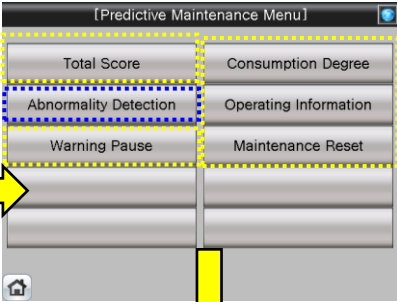 [Predictive Maintenance Menu]
Total Score
Consumption Degree
Abnormality Detection
Operating Information
Warning Pause
Maintenance Reset